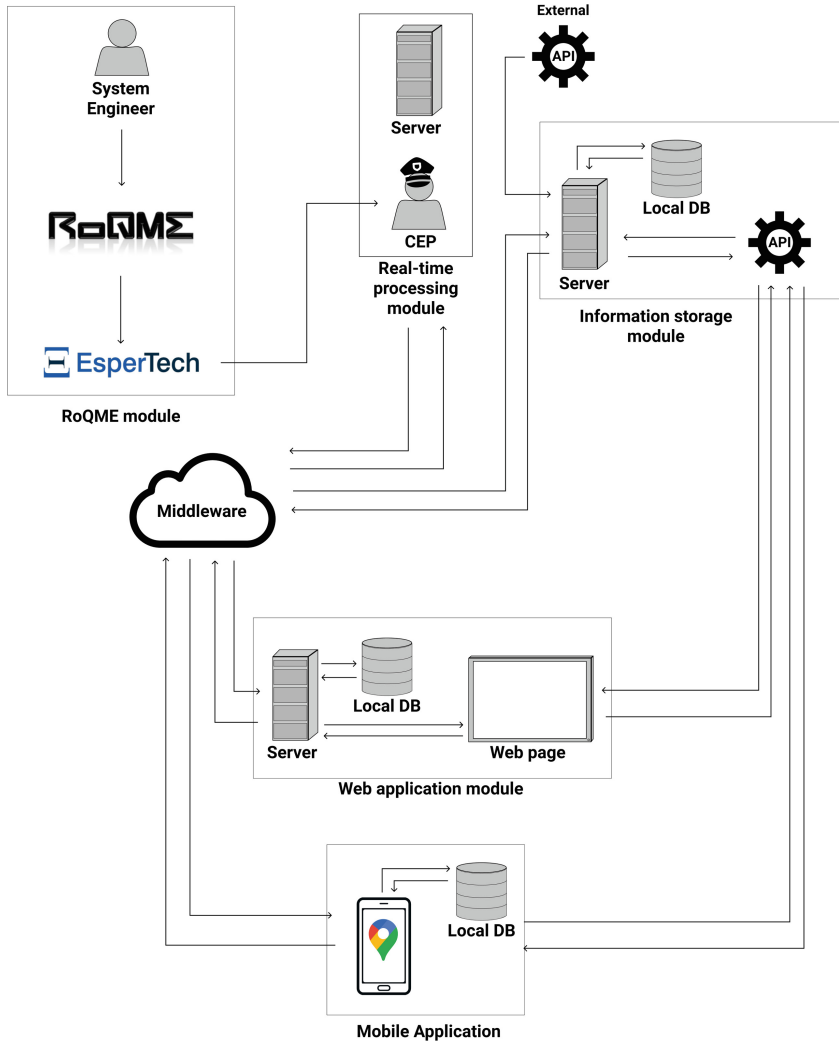 External
API
System
Engineer
Server
Local DB
RoQME
CEP
API
Real-time
processing
module
Server
Information storage
module
EsperTech
RoQME module
Middleware
Local DB
Server
Web page
Web application module
Local DB
Mobile Application